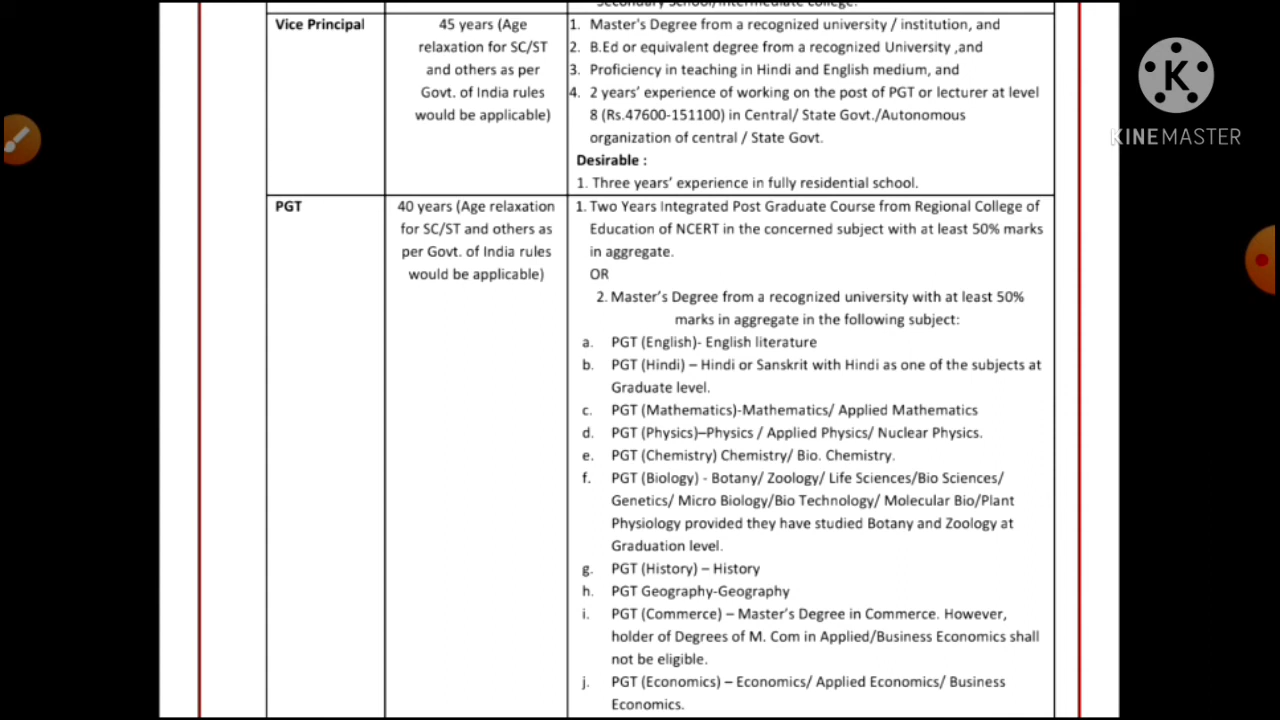 Secondary School/Intermediate college.
Vice Principal
45 years (Age
relaxation for SC/ST
and others as per
Govt. of India rules
would be applicable)
1. Master's Degree from a recognized university / institution, and
2. B.Ed or equivalent degree from a recognized University ,and
3. Proficiency in teaching in Hindi and English medium, and
4. 2 years' experience of working on the post of PGT or lecturer at level
8 (Rs.47600-151100) in Central/ State Govt./Autonomous
organization of central / State Govt.
Desirable :
1. Three years' experience in fully residential school.
PGT
40 years (Age relaxation
for SC/ST and others as
per Govt. of India rules
would be applicable)
1. Two Years Integrated Post Graduate Course from Regional College of
Education of NCERT in the concerned subject with at least 50% marks
in aggregate.
OR
2. Master's Degree from a recognized university with at least 50%
marks in aggregate in the following subject:
a. PGT (English)- English literature
b. PGT (Hindi) – Hindi or Sanskrit with Hindi as one of the subjects at
Graduate level.
c. PGT (Mathematics)-Mathematics/ Applied Mathematics
d. PGT (Physics)–Physics / Applied Physics/ Nuclear Physics.
e. PGT (Chemistry) Chemistry/ Bio. Chemistry.
f. PGT (Biology) - Botany/ Zoology/ Life Sciences/Bio Sciences/
Genetics/ Micro Biology/Bio Technology/ Molecular Bio/Plant
Physiology provided they have studied Botany and Zoology at
Graduation level.
g. PGT (History) – History
h. PGT Geography-Geography
i. PGT (Commerce) – Master's Degree in Commerce. However,
holder of Degrees of M. Com in Applied/Business Economics shall
not be eligible.
j. PGT (Economics) – Economics/ Applied Economics/ Business
Economics.
K
KINEMASTER